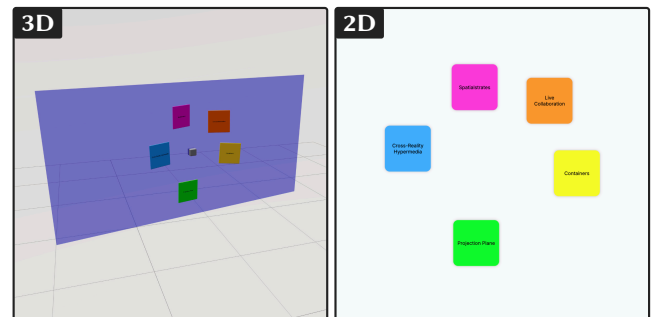 3D
2D
Spatialstrates
Live
Collaboration
Cross-Reality
Hypermedia
Containers
Projection Plane